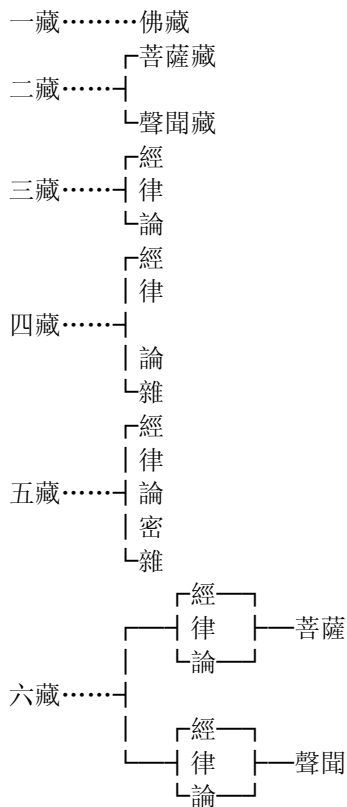 一藏………佛藏
┌菩薩藏
二藏……┤
└聲聞藏
┌經
三藏……┤律
└論
┌經
│律
四藏……┤
│論
└雜
┌經
│律
五藏……┤論
│密
└雜
┌經─┐
┌─┤律 ├─菩薩
│ └論─┘
六藏……┤
│ ┌經─┐
└─┤律 ├─聲聞
└論─┘